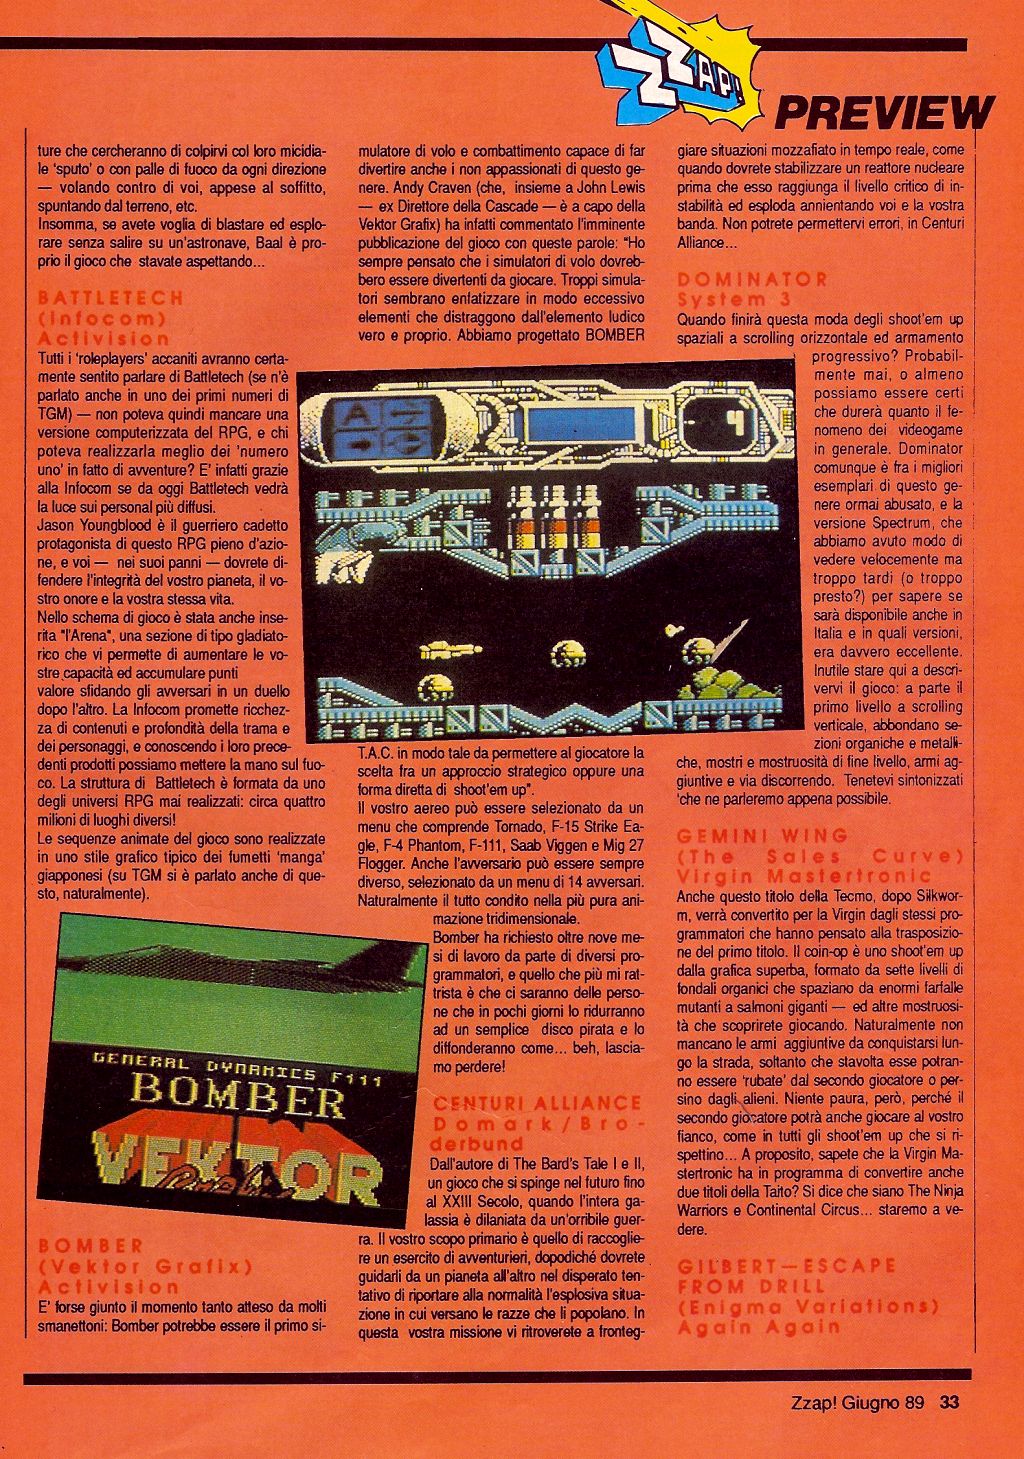 ZZAP!
PREVIEW
ture che cercheranno di colpirvi col loro micidia-
le 'sputo' o con palle di fuoco da ogni direzione
— volando contro di voi, appese al soffitto,
spuntando dal terreno, etc.
Insomma, se avete voglia di blastare ed esplo-
rare senza salire su un'astronave, Baal è pro-
prio il gioco che stavate aspettando...
BATTLETECH
(Infocom)
Activision
Tutti i 'roleplayers' accaniti avranno certa-
mente sentito parlare di Battletech (se n'è
parlato anche in uno dei primi numeri di
TGM) — non poteva quindi mancare una
versione computerizzata del RPG, e chi
poteva realizzarla meglio dei 'numero
uno' in fatto di avventure? E' infatti grazie
alla Infocom se da oggi Battletech vedrà
la luce sui personal più diffusi.
Jason Youngblood è il guerriero cadetto
protagonista di questo RPG pieno d'azio-
ne, e voi — nei suoi panni — dovrete di-
fendere l'integrità del vostro pianeta, il vo-
stro onore e la vostra stessa vita.
Nello schema di gioco è stata anche inse-
rita "l'Arena", una sezione di tipo gladiato-
rico che vi permette di aumentare le vo-
stre capacità ed accumulare punti
valore sfidando gli avversari in un duello
dopo l'altro. La Infocom promette ricchez-
za di contenuti e profondità della trama e
dei personaggi, e conoscendo i loro prece-
denti prodotti possiamo mettere la mano sul fuo-
co. La struttura di Battletech è formata da uno
degli universi RPG mai realizzati: circa quattro
milioni di luoghi diversi!
Le sequenze animate del gioco sono realizzate
in uno stile grafico tipico dei fumetti 'manga'
giapponesi (su TGM si è parlato anche di que-
sto, naturalmente).
GENERAL DYNAMICS F111
BOMBER
VEKTOR
BOMBER
(Vektor Grafix)
Activision
E' forse giunto il momento tanto atteso da molti
smanettoni: Bomber potrebbe essere il primo si-
mulatore di volo e combattimento capace di far
divertire anche i non appassionati di questo ge-
nere. Andy Craven (che, insieme a John Lewis
— ex Direttore della Cascade — è a capo della
Vektor Grafix) ha infatti commentato l'imminente
pubblicazione del gioco con queste parole: "Ho
sempre pensato che i simulatori di volo dovreb-
bero essere divertenti da giocare. Troppi simula-
tori sembrano enfatizzare in modo eccessivo
elementi che distraggono dall'elemento ludico
vero e proprio. Abbiamo progettato BOMBER
A
4
T.A.C. in modo tale da permettere al giocatore la
scelta fra un approccio strategico oppure una
forma diretta di shoot'em up".
Il vostro aereo può essere selezionato da un
menu che comprende Tornado, F-15 Strike Ea-
gle, F-4 Phantom, F-111, Saab Viggen e Mig 27
Flogger. Anche l'avversario può essere sempre
diverso, selezionato da un menu di 14 avversari.
Naturalmente il tutto condito nella più pura ani-
mazione tridimensionale.
Bomber ha richiesto oltre nove me-
si di lavoro da parte di diversi pro-
grammatori, e quello che più mi rat-
trista è che ci saranno delle perso-
ne che in pochi giorni lo ridurranno
ad un semplice disco pirata e lo
diffonderanno come... beh, lascia-
mo perdere!
CENTURI ALLIANCE
Domark/Bro-
derbund
Dall'autore di The Bard's Tale I e II,
un gioco che si spinge nel futuro fino
al XXIII Secolo, quando l'intera ga-
lassia è dilaniata da un'orribile guer-
ra. Il vostro scopo primario è quello di raccoglie-
re un esercito di avventurieri, dopodiché dovrete
guidarli da un pianeta all'altro nel disperato ten-
tativo di riportare alla normalità l'esplosiva situa-
zione in cui versano le razze che li popolano. In
questa vostra missione vi ritroverete a fronteg-
giare situazioni mozzafiato in tempo reale, come
quando dovrete stabilizzare un reattore nucleare
prima che esso raggiunga il livello critico di in-
stabilità ed esploda annientando voi e la vostra
banda. Non potrete permettervi errori, in Centuri
Alliance...
DOMINATOR
System 3
Quando finirà questa moda degli shoot'em up
spaziali a scrolling orizzontale ed armamento
progressivo? Probabil-
mente mai, o almeno
possiamo essere certi
che durerà quanto il fe-
nomeno dei videogame
in generale. Dominator
comunque è fra i migliori
esemplari di questo ge-
nere ormai abusato, e la
versione Spectrum, che
abbiamo avuto modo di
vedere velocemente ma
troppo tardi (o troppo
presto?) per sapere se
sarà disponibile anche in
Italia e in quali versioni,
era davvero eccellente.
Inutile stare qui a descri-
vervi il gioco: a parte il
primo livello a scrolling
verticale, abbondano se-
zioni organiche e metalli-
che, mostri e mostruosità di fine livello, armi ag-
giuntive e via discorrendo. Tenetevi sintonizzati
'che ne parleremo appena possibile.
GEMINI WING
(The Sales Curve)
Virgin Mastertronic
Anche questo titolo della Tecmo, dopo Silkwor-
m, verrà convertito per la Virgin dagli stessi pro-
grammatori che hanno pensato alla trasposizio-
ne del primo titolo. Il coin-op è uno shoot'em up
dalla grafica superba, formato da sette livelli di
fondali organici che spaziano da enormi farfalle
mutanti a salmoni giganti — ed altre mostruosi-
tà che scoprirete giocando. Naturalmente non
mancano le armi aggiuntive da conquistarsi lun-
go la strada, soltanto che stavolta esse potran-
no essere 'rubate' dal secondo giocatore o per-
sino dagli alieni. Niente paura, però, perché il
secondo giocatore potrà anche giocare al vostro
fianco, come in tutti gli shoot'em up che si ri-
spettino... A proposito, sapete che la Virgin Ma-
stertronic ha in programma di convertire anche
due titoli della Taito? Si dice che siano The Ninja
Warriors e Continental Circus... staremo a ve-
dere.
GILBERT—ESCAPE
FROM DRILL
(Enigma Variations)
Again Again
Zzap! Giugno 89 33